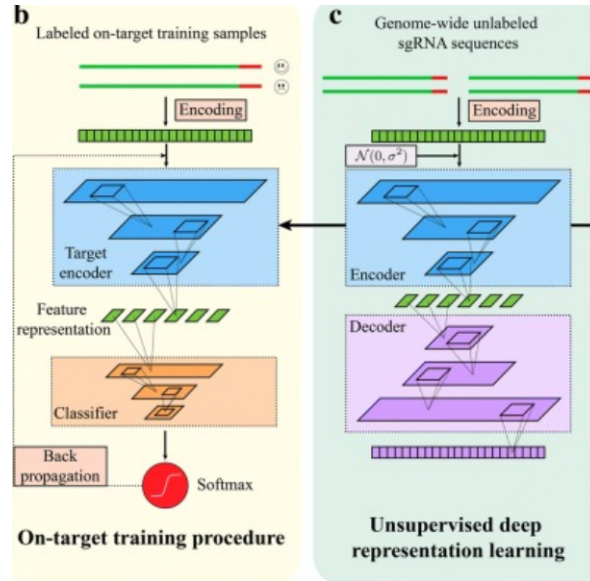 b
Labeled on-target training samples
Encoding
Target
encoder
Feature
representation
Classifier
Back
propagation
Softmax
On-target training procedure
c
Genome-wide unlabeled
sgRNA sequences
Encoding
𝒩(0, σ²)
Encoder
Decoder
Unsupervised deep
representation learning